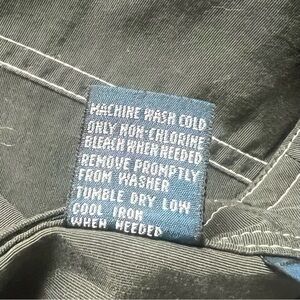 MACHINE WASH COLD
ONLY NON-CHLORINE
BLEACH WHEN NEEDED
REMOVE PROMPTLY
FROM WASHER
TUMBLE DRY LOW
COOL IRON
WHEN NEEDED